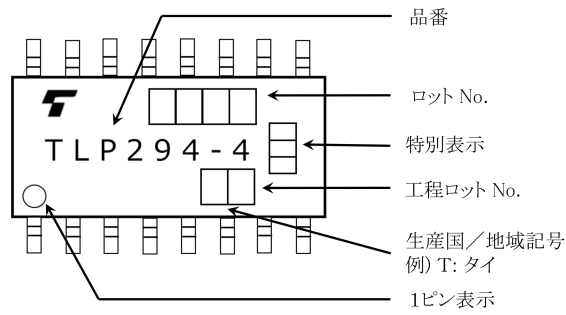 品番
ロット No.
TLP294-4
特別表示
工程ロット No.
生産国／地域記号
例) T: タイ
1ピン表示